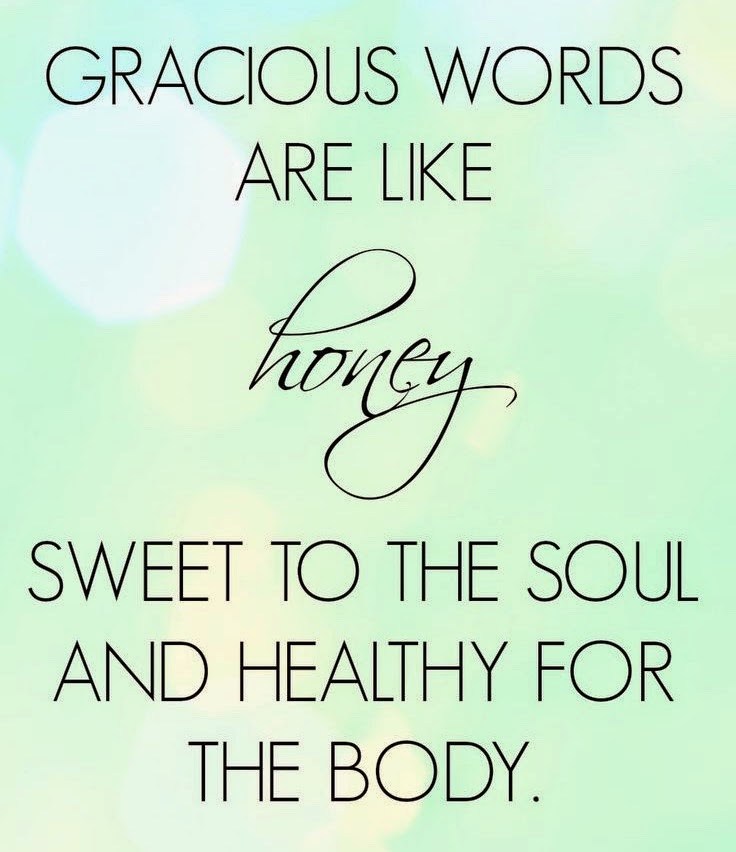 GRACIOUS WORDS
ARE LIKE
honey
SWEET TO THE SOUL
AND HEALTHY FOR
THE BODY.